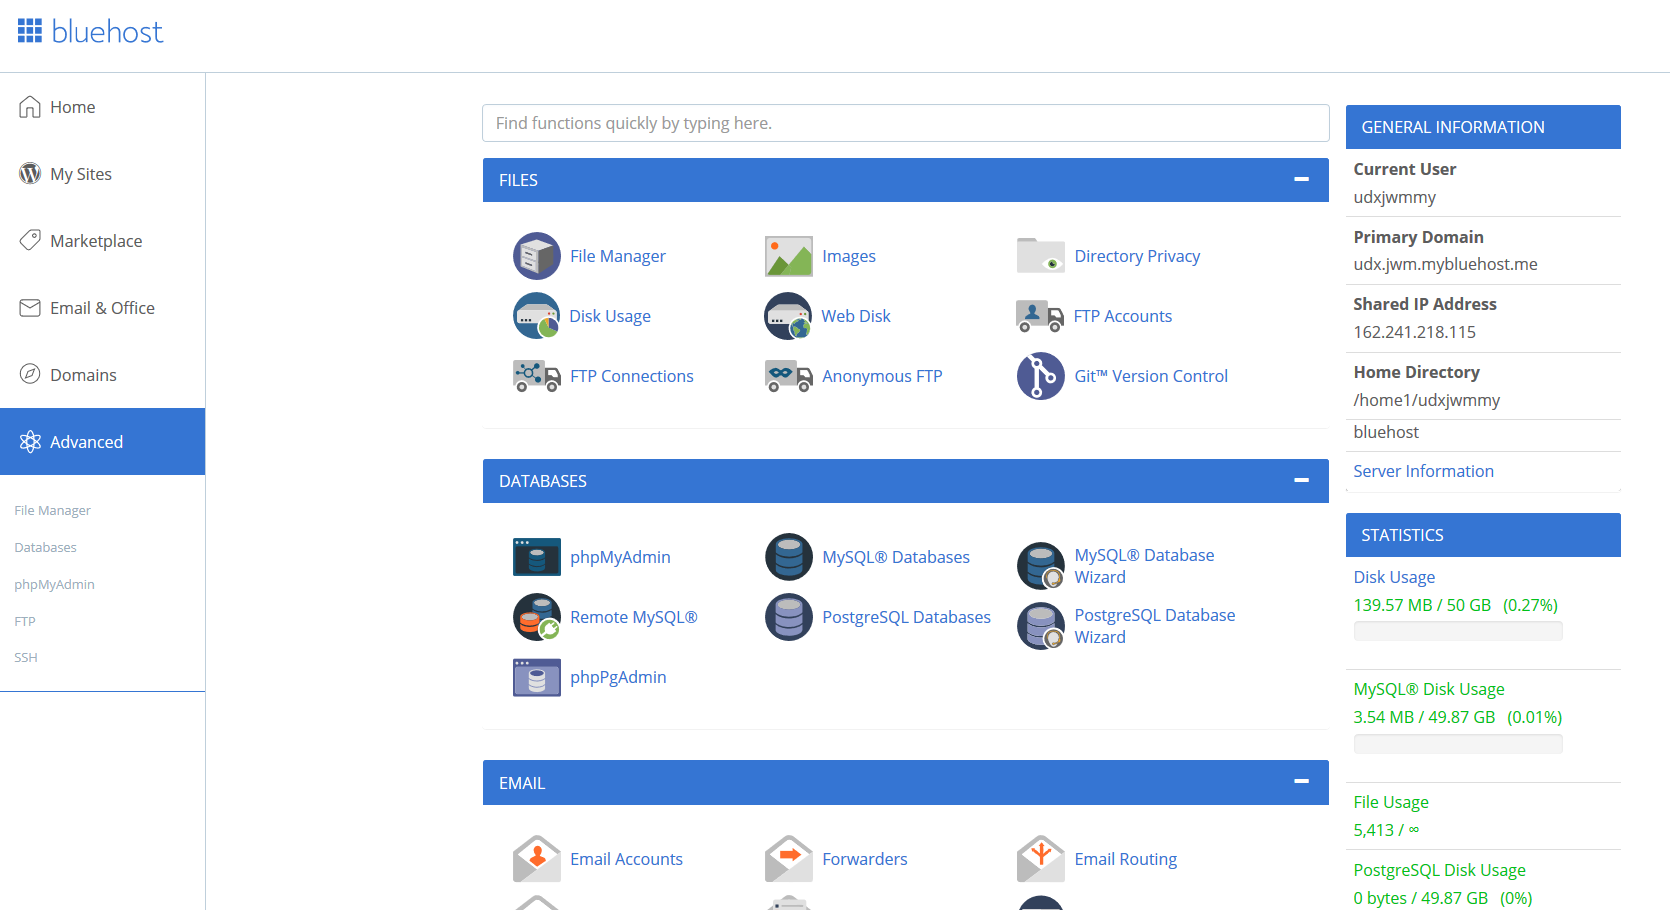 bluehost
Home
My Sites
Marketplace
Email & Office
Domains
Advanced
File Manager
Databases
phpMyAdmin
FTP
SSH
Find functions quickly by typing here.
FILES
File Manager
Images
Directory Privacy
Disk Usage
Web Disk
FTP Accounts
FTP Connections
Anonymous FTP
Git™ Version Control
DATABASES
phpMyAdmin
MySQL® Databases
MySQL® Database
Wizard
Remote MySQL®
PostgreSQL Databases
PostgreSQL Database
Wizard
phpPgAdmin
EMAIL
Email Accounts
Forwarders
Email Routing
GENERAL INFORMATION
Current User
udxjwmmy
Primary Domain
udx.jwm.mybluehost.me
Shared IP Address
162.241.218.115
Home Directory
/home1/udxjwmmy
bluehost
Server Information
STATISTICS
Disk Usage
139.57 MB / 50 GB (0.27%)
MySQL® Disk Usage
3.54 MB / 49.87 GB (0.01%)
File Usage
5,413 / ∞
PostgreSQL Disk Usage
0 bytes / 49.87 GB (0%)